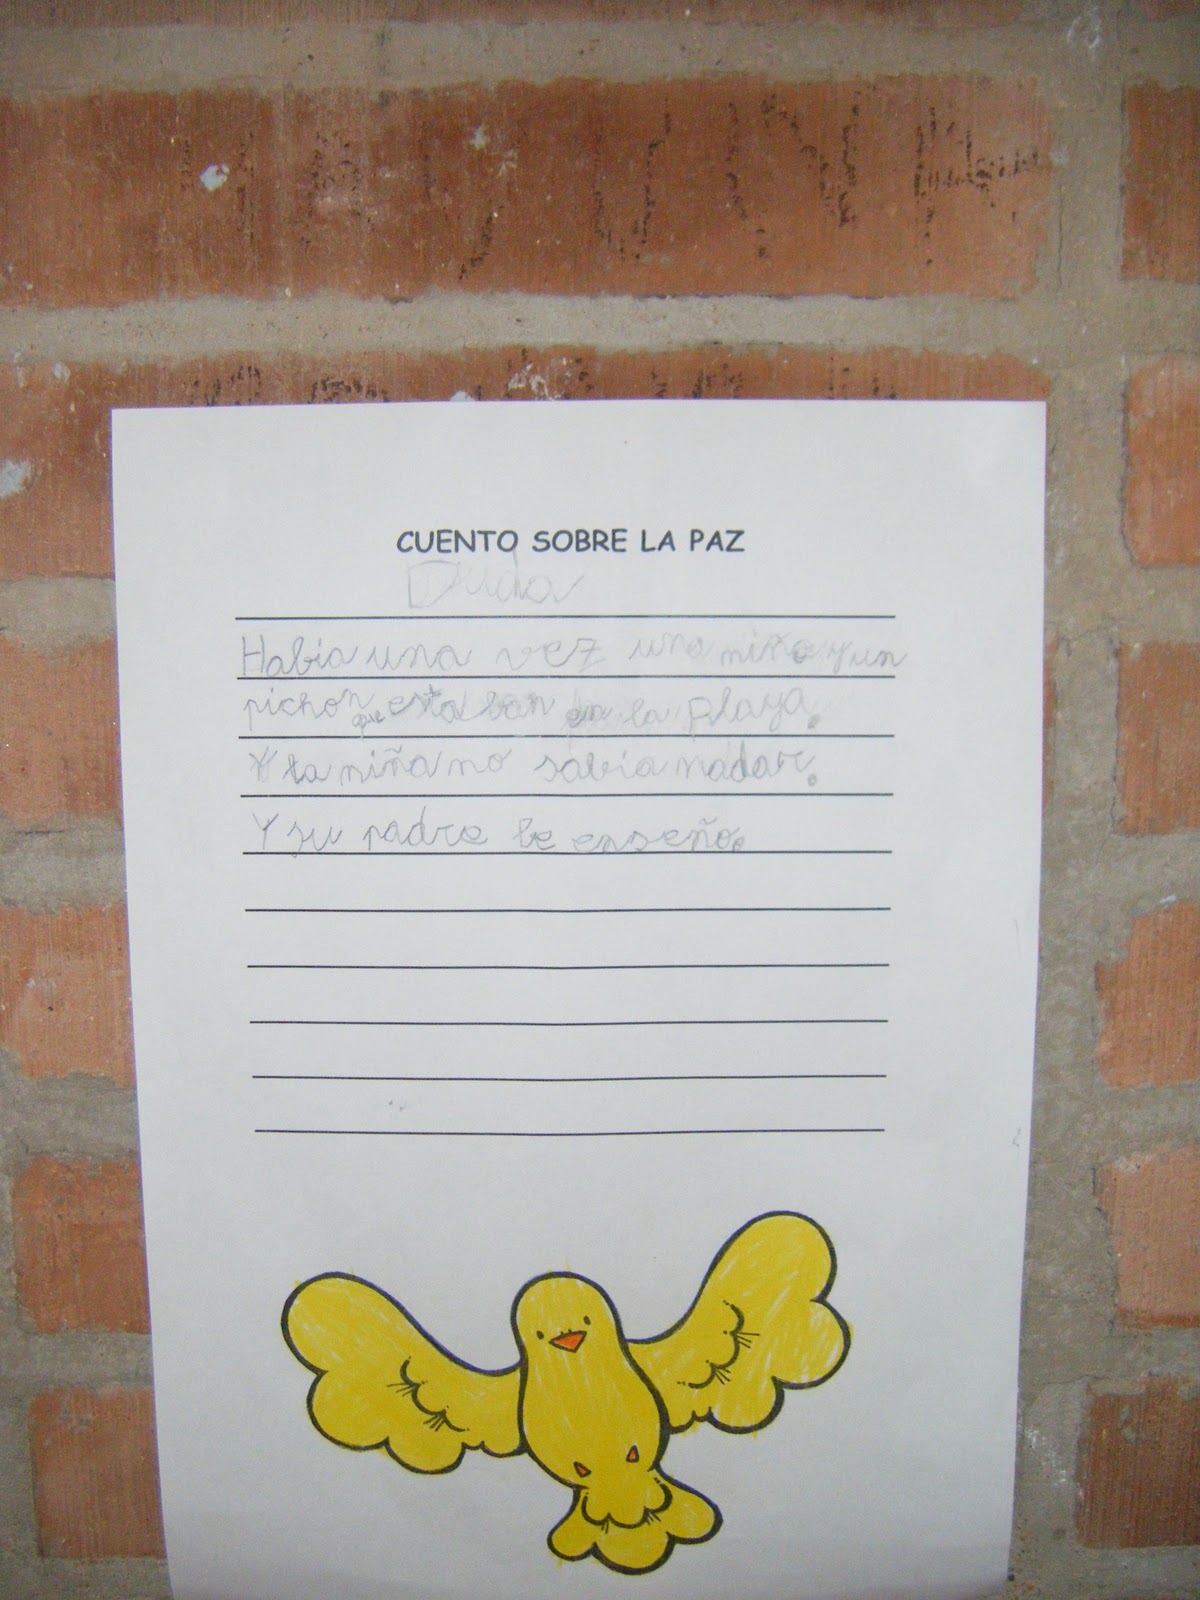 CUENTO SOBRE LA PAZ
Duda
Habia una vez una niña y un
pichon que estaban en la playa.
Y la niña no sabia nadar.
Y su padre le enseño.